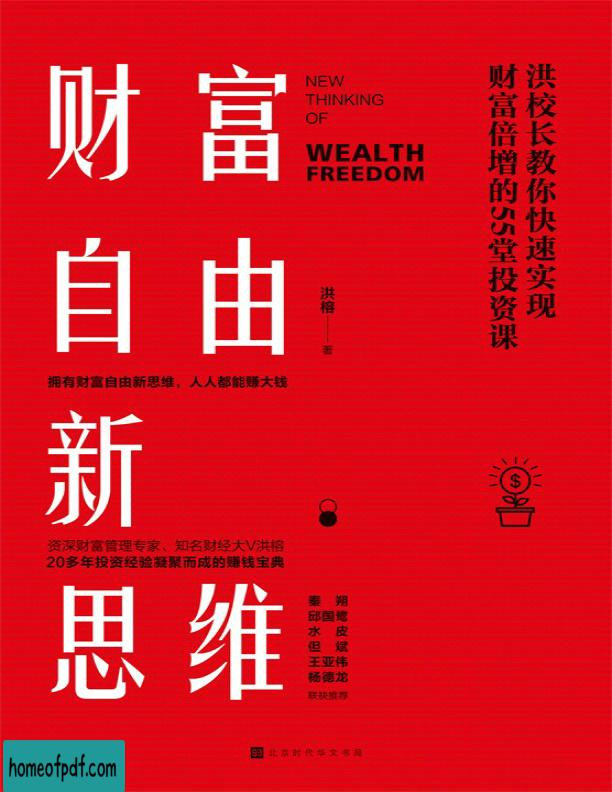 洪校长教你快速实现
财富倍增的55堂投资课
财富
自由
新
思维
NEW
THINKING
OF
WEALTH
FREEDOM
洪榕
著
拥有财富自由新思维，人人都能赚大钱
资深财富管理专家、知名财经大V洪榕
20多年投资经验凝聚而成的赚钱宝典
秦朔
邱国鹭
水皮
但斌
王亚伟
杨德龙
联袂推荐
$
北京时代华文书局
homeofpdf.com